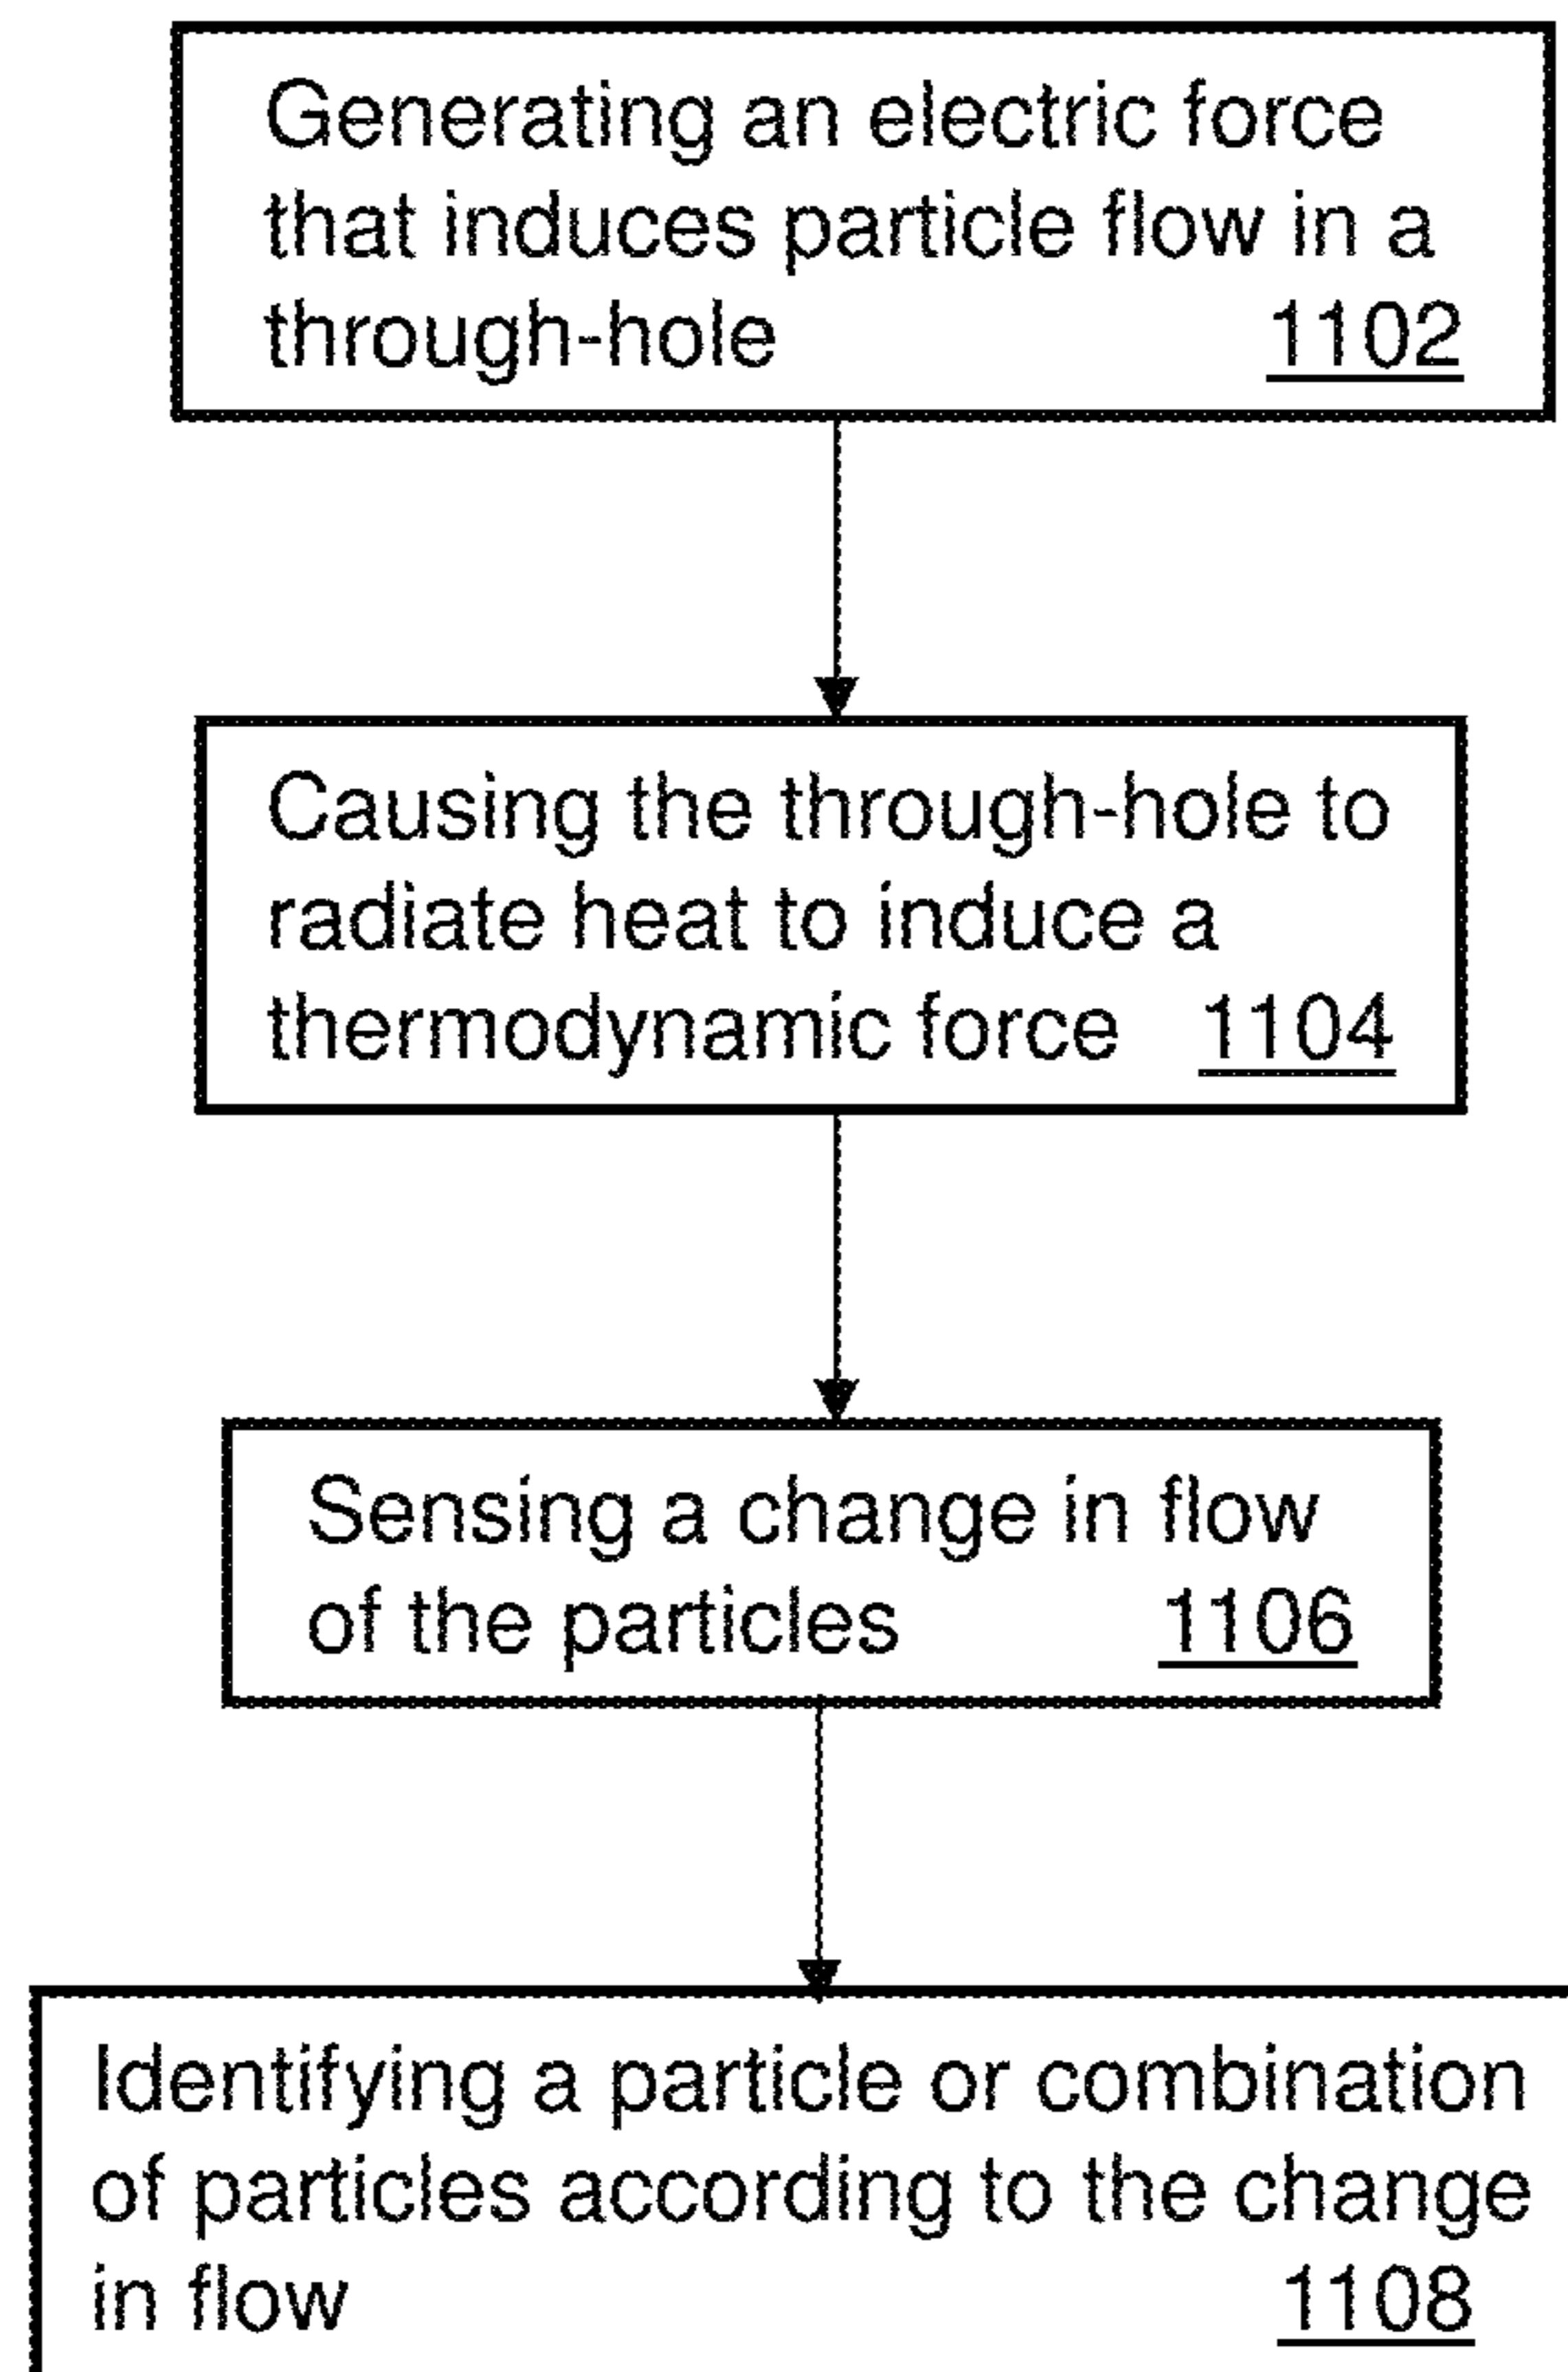 Generating an electric force
that induces particle flow in a
through-hole 1102
Causing the through-hole to
radiate heat to induce a
thermodynamic force 1104
Sensing a change in flow
of the particles 1106
Identifying a particle or combination
of particles according to the change
in flow 1108